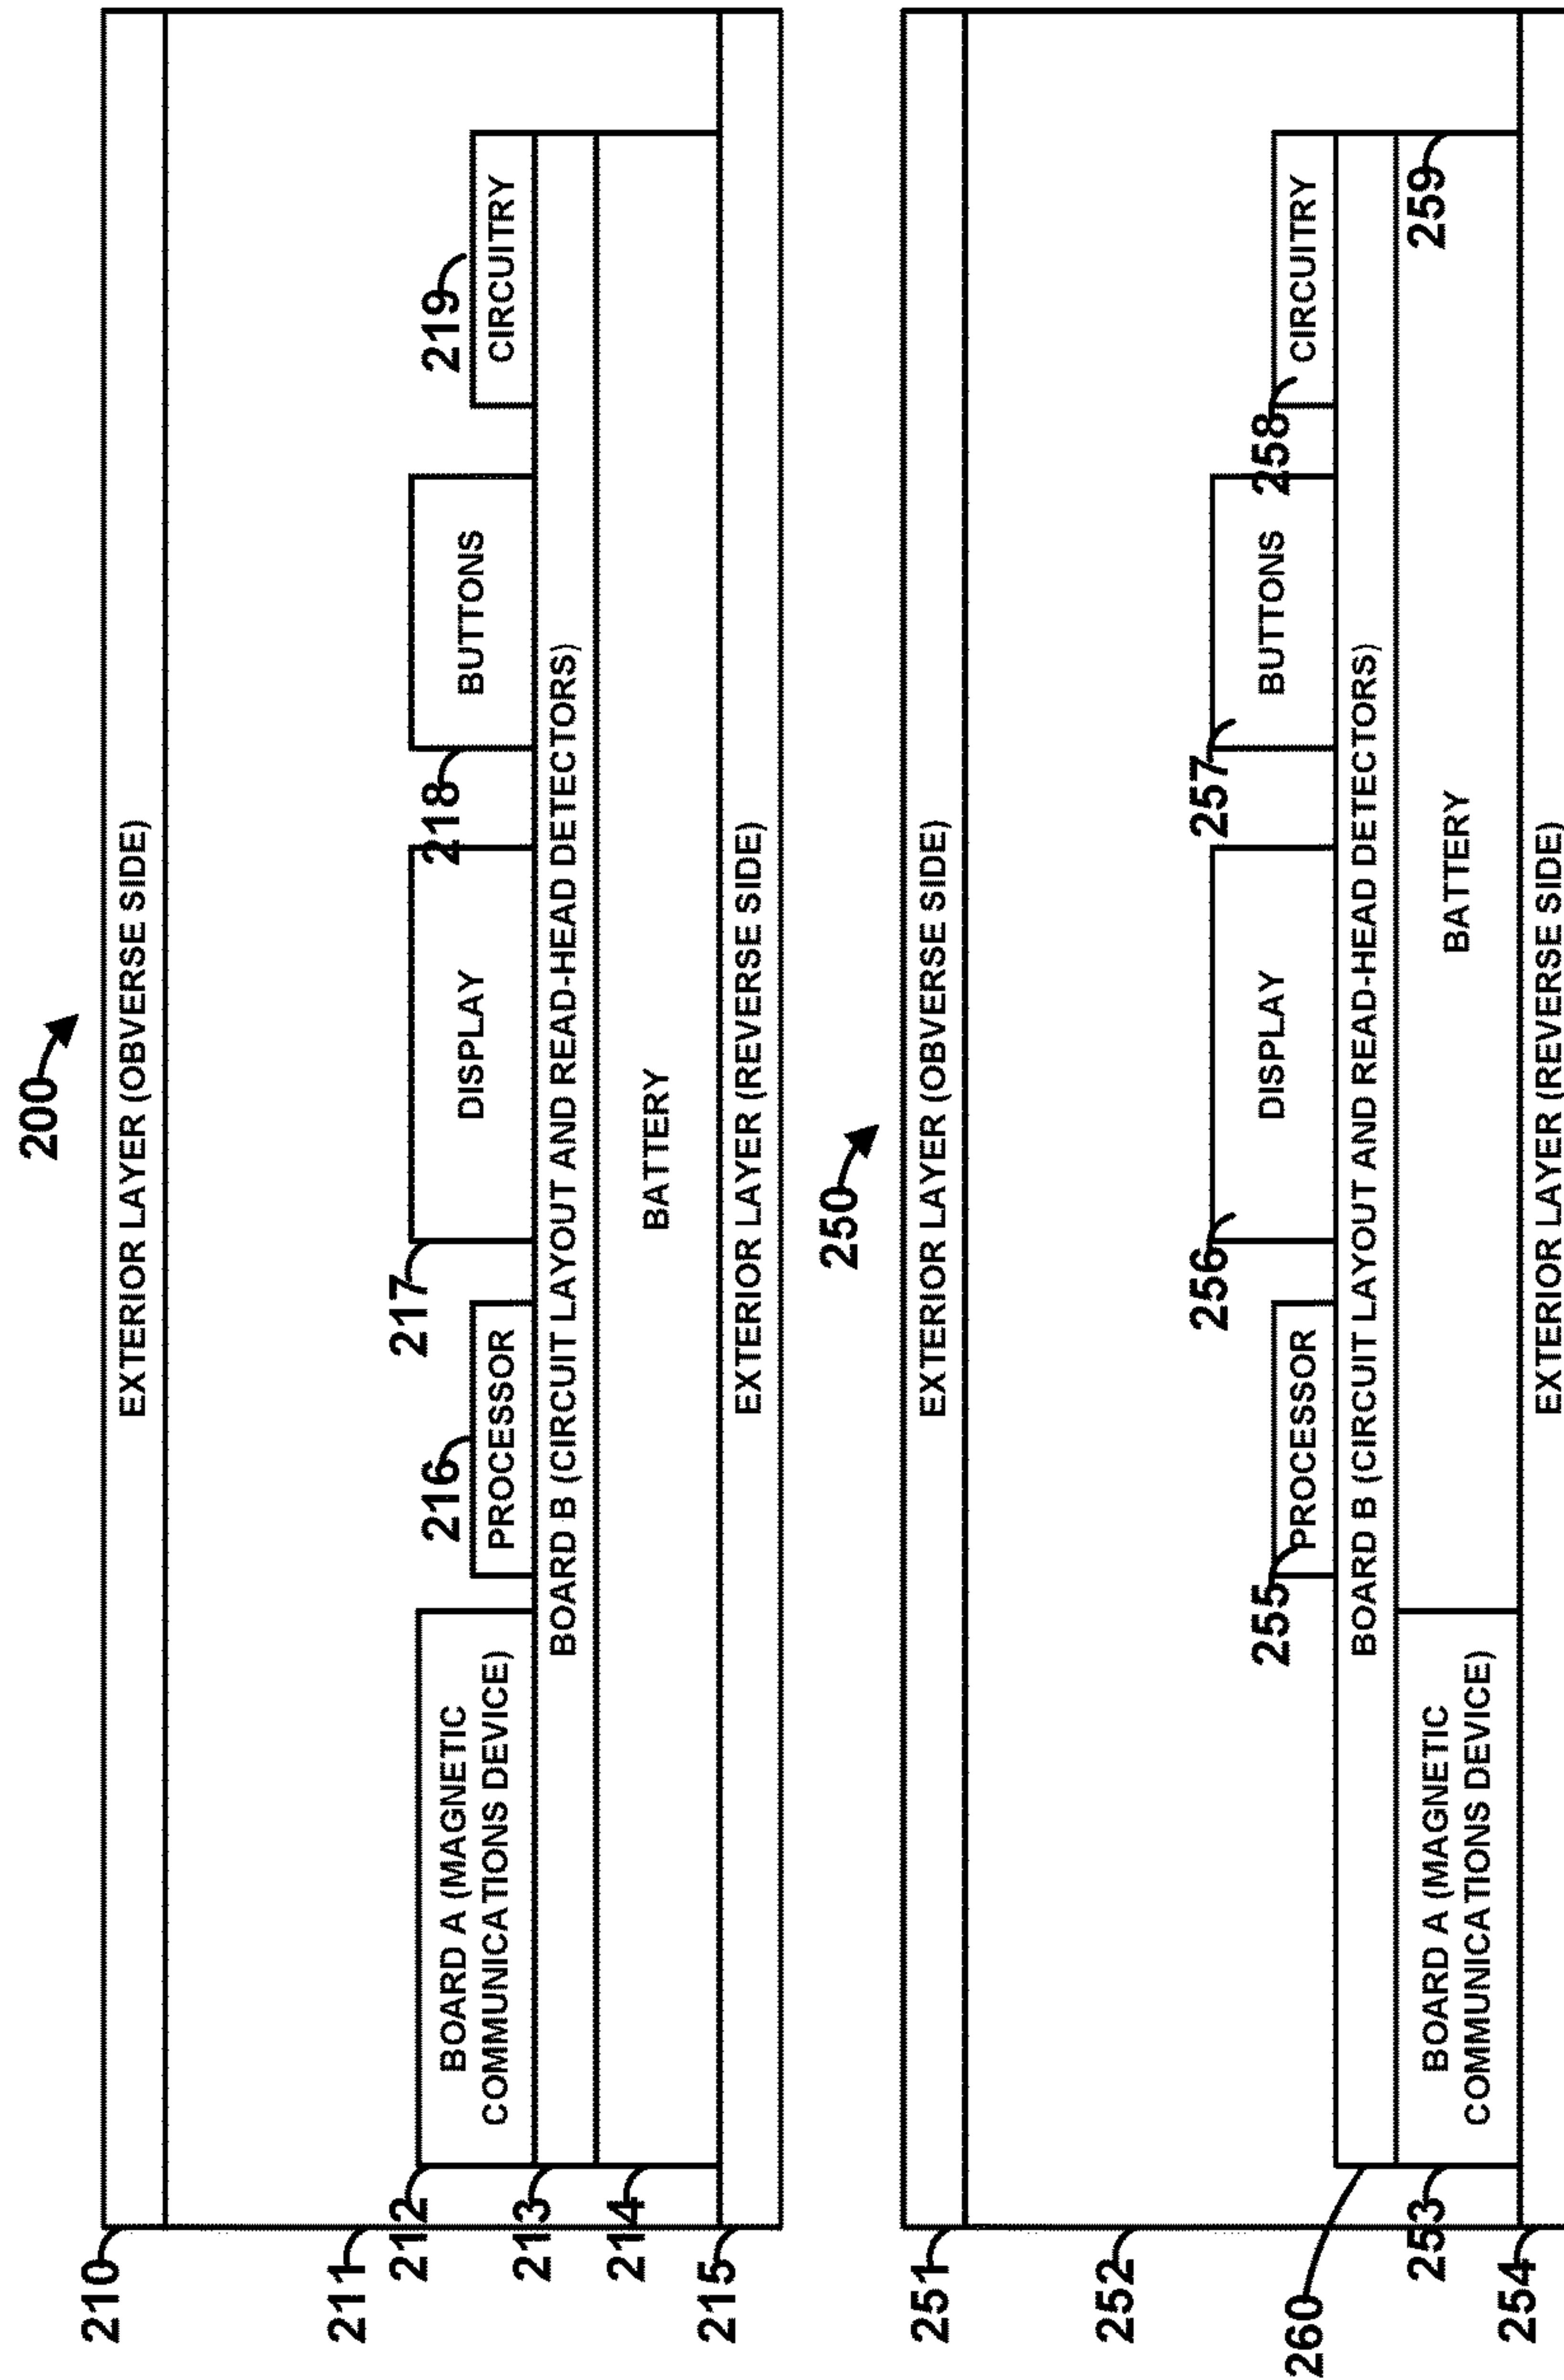 200
210
EXTERIOR LAYER (OBVERSE SIDE)
211
212
BOARD A (MAGNETIC
COMMUNICATIONS DEVICE)
216
PROCESSOR
217
DISPLAY
218
BUTTONS
219
CIRCUITRY
213
BOARD B (CIRCUIT LAYOUT AND READ-HEAD DETECTORS)
214
BATTERY
215
EXTERIOR LAYER (REVERSE SIDE)
250
251
EXTERIOR LAYER (OBVERSE SIDE)
252
255
PROCESSOR
256
DISPLAY
257
BUTTONS
258
CIRCUITRY
260
BOARD B (CIRCUIT LAYOUT AND READ-HEAD DETECTORS)
253
BOARD A (MAGNETIC
COMMUNICATIONS DEVICE)
BATTERY
259
254
EXTERIOR LAYER (REVERSE SIDE)